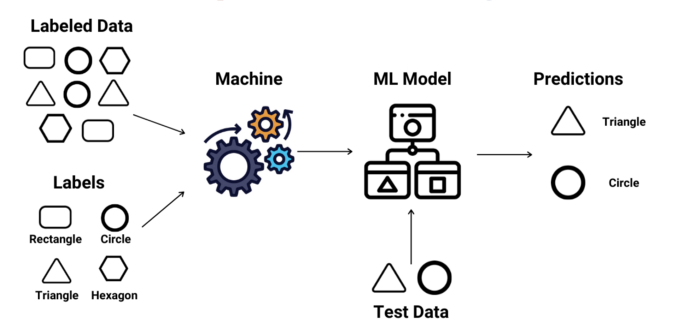 Labeled Data
Machine
ML Model
Predictions
Triangle
Circle
Labels
Rectangle Circle
Triangle Hexagon
Test Data